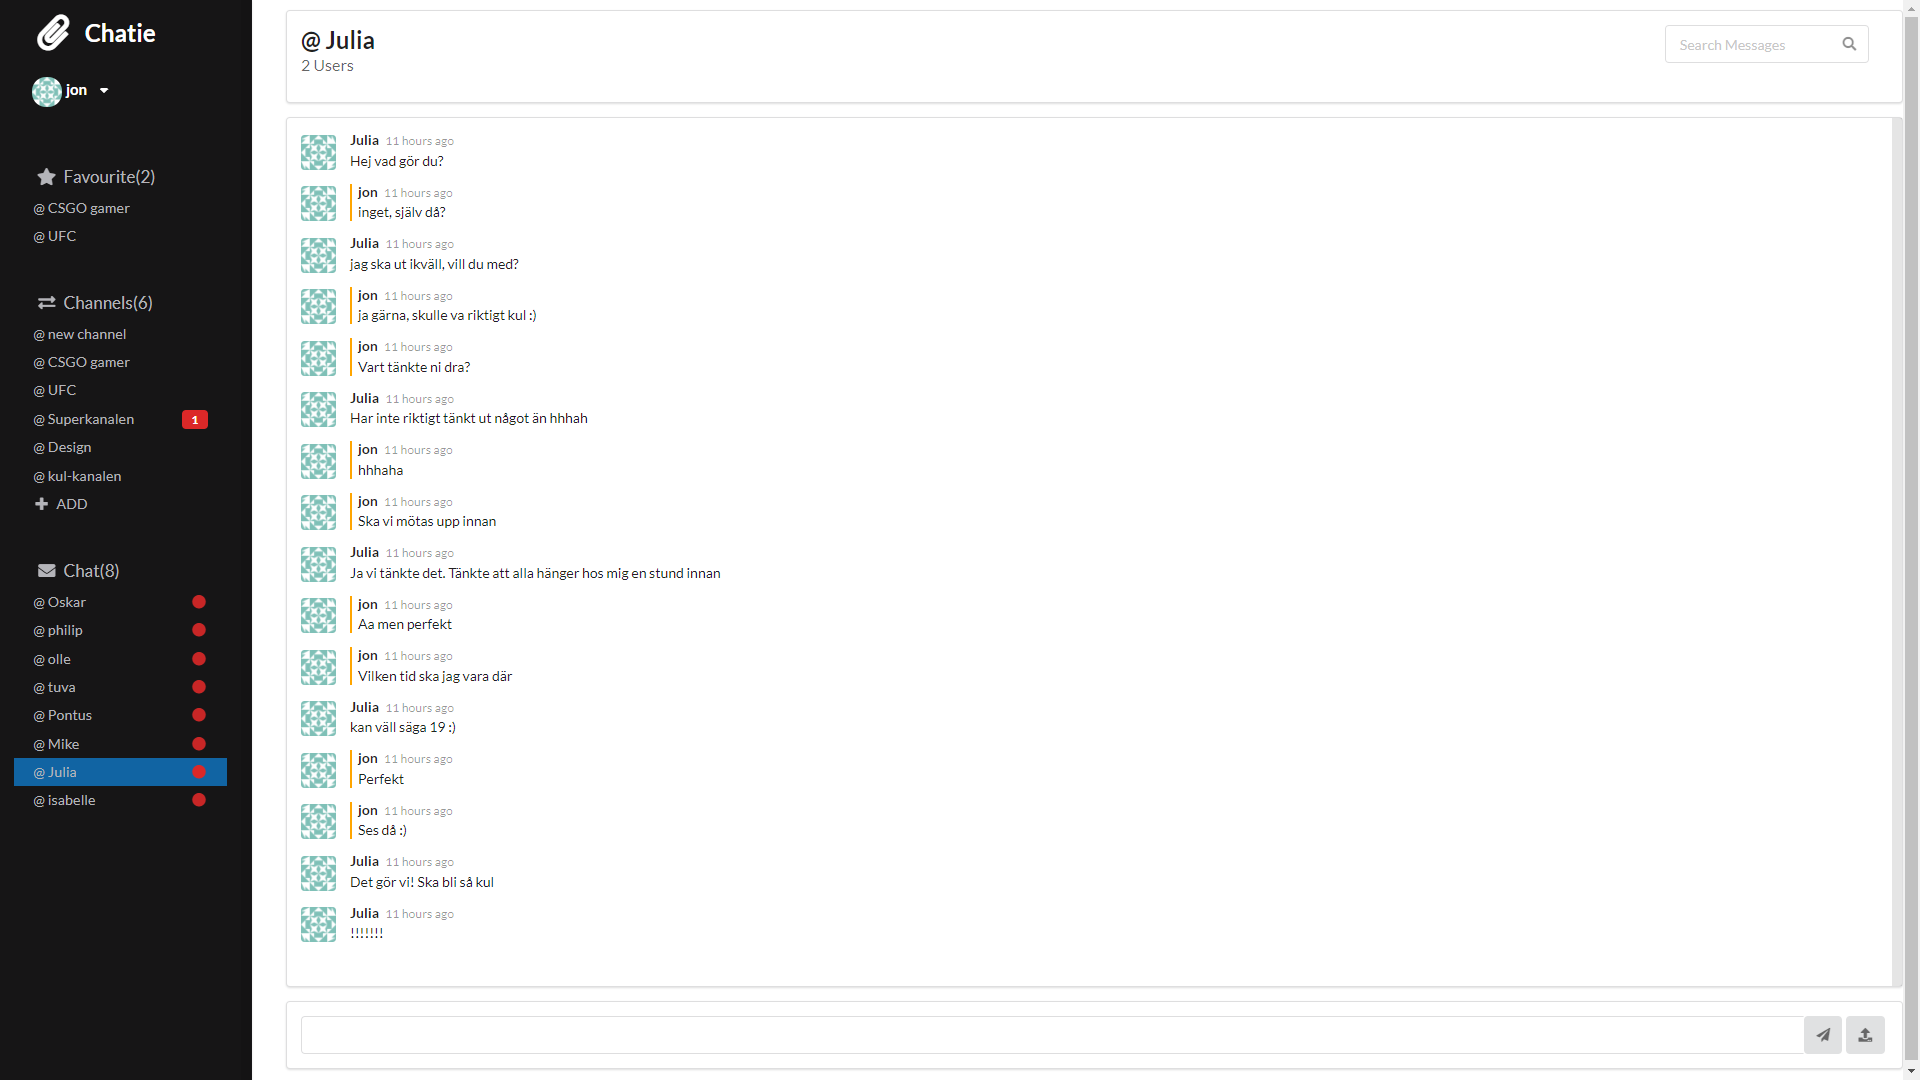 Chatie
jon
Favourite(2)
@ CSGO gamer
@ UFC
Channels(6)
@ new channel
@ CSGO gamer
@ UFC
@ Superkanalen 1
@ Design
@ kul-kanalen
ADD
Chat(8)
@ Oskar
@ philip
@ olle
@ tuva
@ Pontus
@ Mike
@ Julia
@ isabelle
@ Julia
2 Users
Search Messages
Julia 11 hours ago
Hej vad gör du?
jon 11 hours ago
inget, själv då?
Julia 11 hours ago
jag ska ut ikväll, vill du med?
jon 11 hours ago
ja gärna, skulle va riktigt kul :)
jon 11 hours ago
Vart tänkte ni dra?
Julia 11 hours ago
Har inte riktigt tänkt ut något än hhhah
jon 11 hours ago
hhhaha
jon 11 hours ago
Ska vi mötas upp innan
Julia 11 hours ago
Ja vi tänkte det. Tänkte att alla hänger hos mig en stund innan
jon 11 hours ago
Aa men perfekt
jon 11 hours ago
Vilken tid ska jag vara där
Julia 11 hours ago
kan väll säga 19 :)
jon 11 hours ago
Perfekt
jon 11 hours ago
Ses då :)
Julia 11 hours ago
Det gör vi! Ska bli så kul
Julia 11 hours ago
!!!!!!!